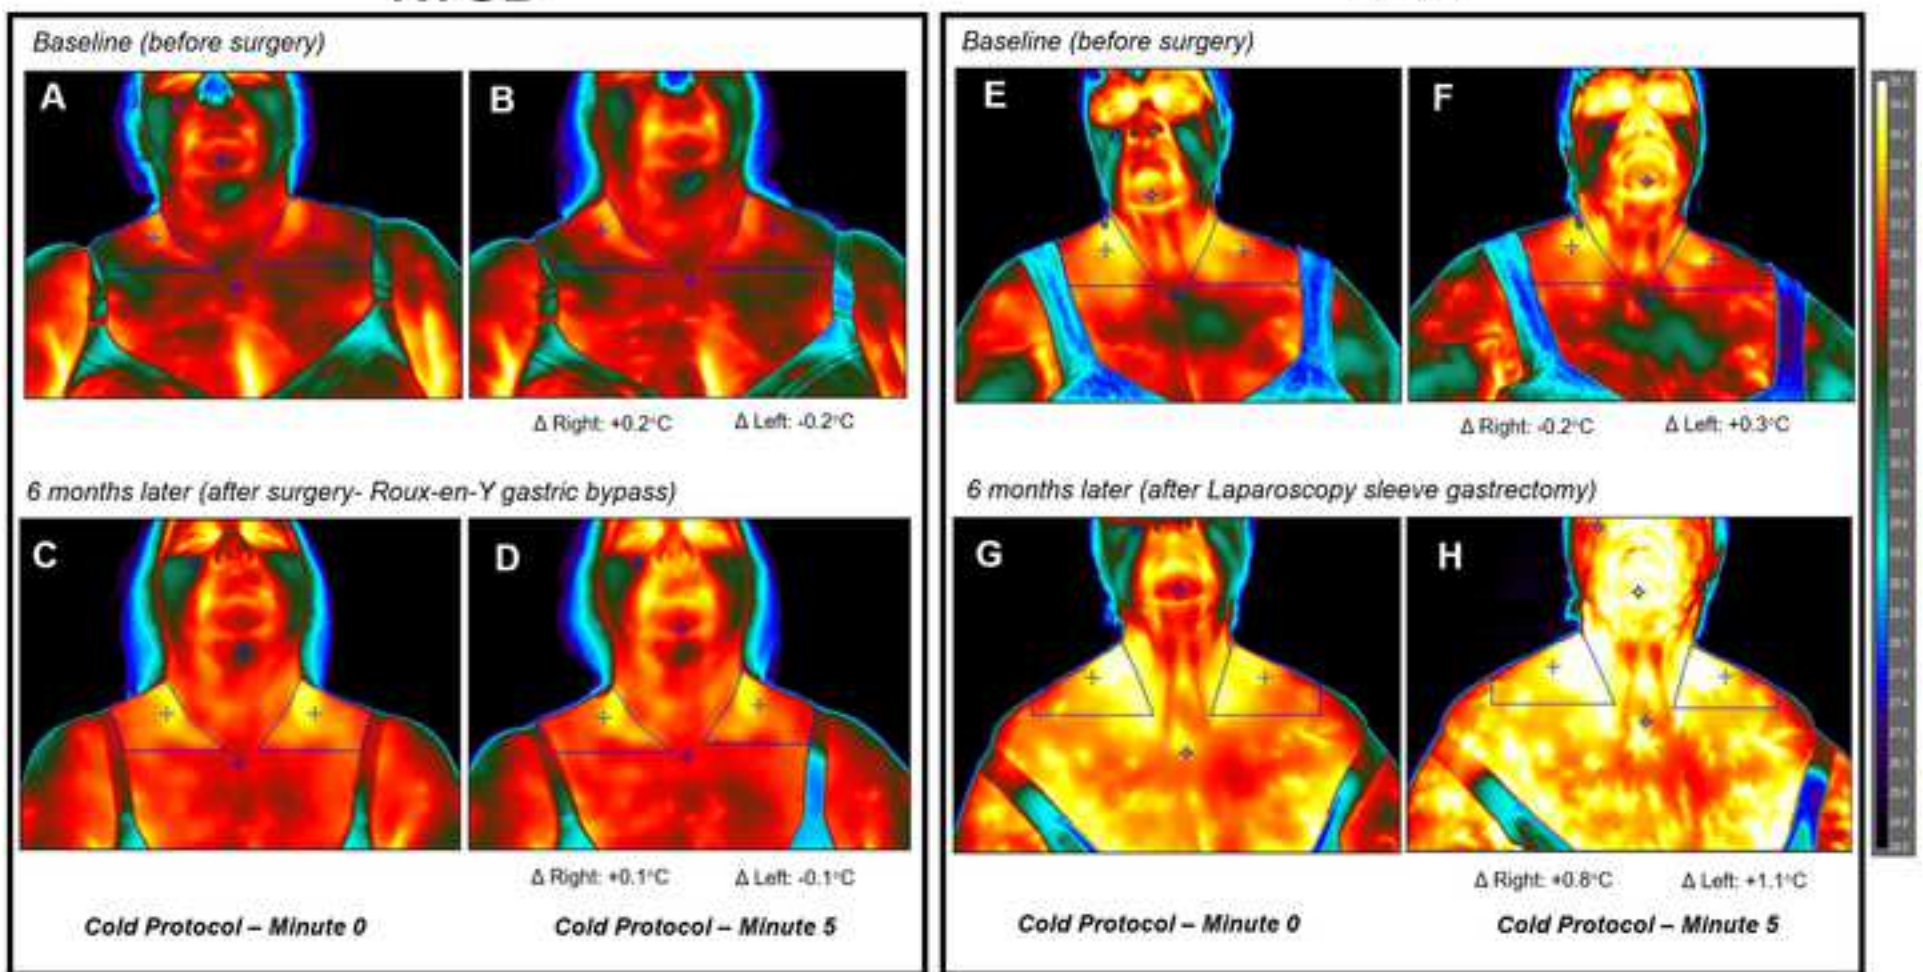 Baseline (before surgery)
A
B
Δ Right: +0.2°C
Δ Left: -0.2°C
6 months later (after surgery- Roux-en-Y gastric bypass)
C
D
Δ Right: +0.1°C
Δ Left: -0.1°C
Cold Protocol – Minute 0
Cold Protocol – Minute 5
Baseline (before surgery)
E
F
Δ Right: -0.2°C
Δ Left: +0.3°C
6 months later (after Laparoscopy sleeve gastrectomy)
G
H
Δ Right: +0.8°C
Δ Left: +1.1°C
Cold Protocol – Minute 0
Cold Protocol – Minute 5